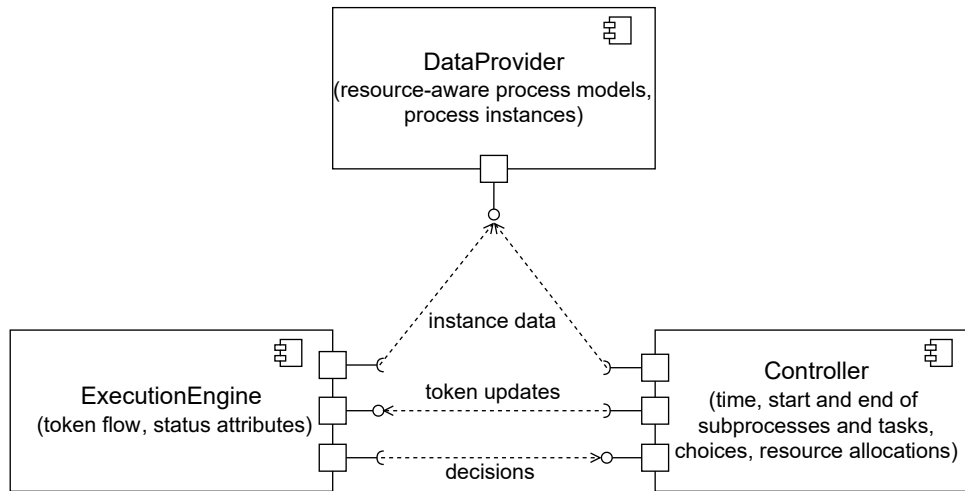 DataProvider
(resource-aware process models,
process instances)
instance data
ExecutionEngine
(token flow, status attributes)
token updates
decisions
Controller
(time, start and end of
subprocesses and tasks,
choices, resource allocations)